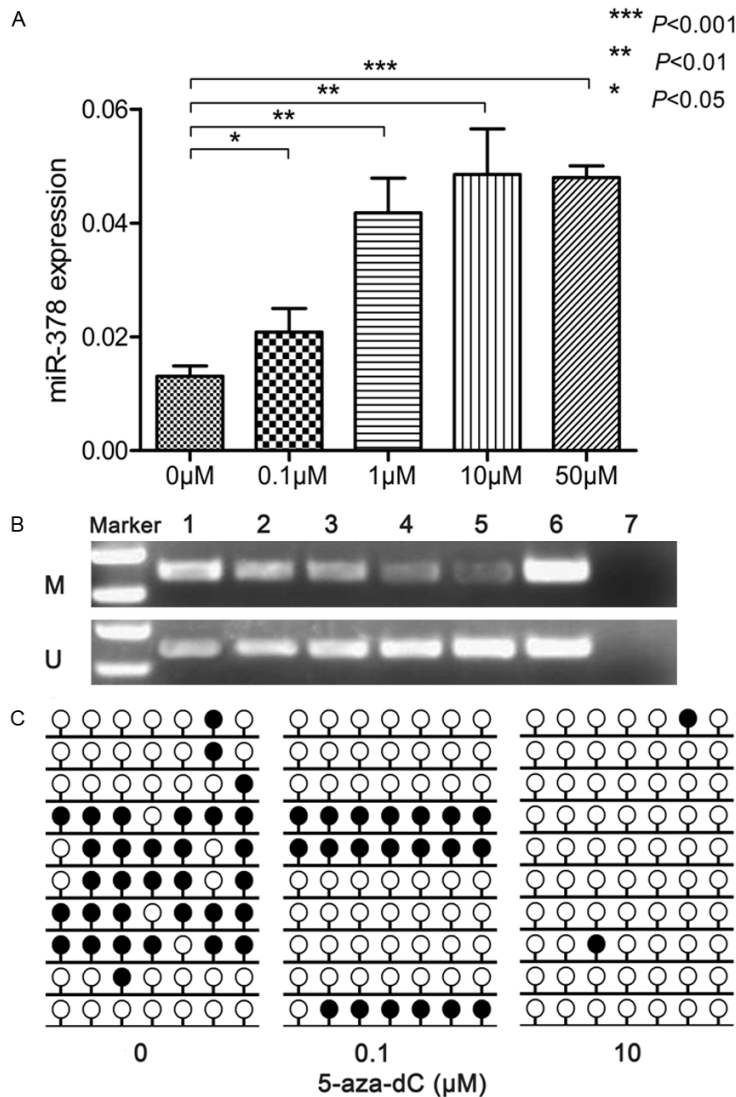 A
*** P<0.001
** P<0.01
* P<0.05
***
**
**
*
0.06
0.04
0.02
0.00
miR-378 expression
0µM 0.1µM 1µM 10µM 50µM
B
Marker 1 2 3 4 5 6 7
M
U
C
0 0.1 10
5-aza-dC (µM)